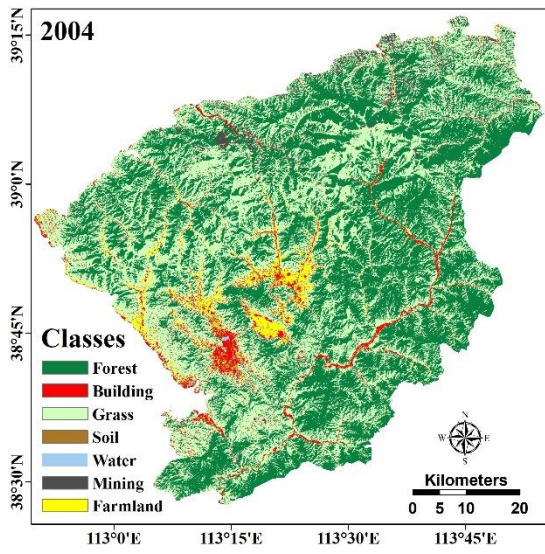 2004
39°15'N
39°0'N
38°45'N
38°30'N
Classes
Forest
Building
Grass
Soil
Water
Mining
Farmland
N
W E
S
Kilometers
0 5 10 20
113°0'E 113°15'E 113°30'E 113°45'E